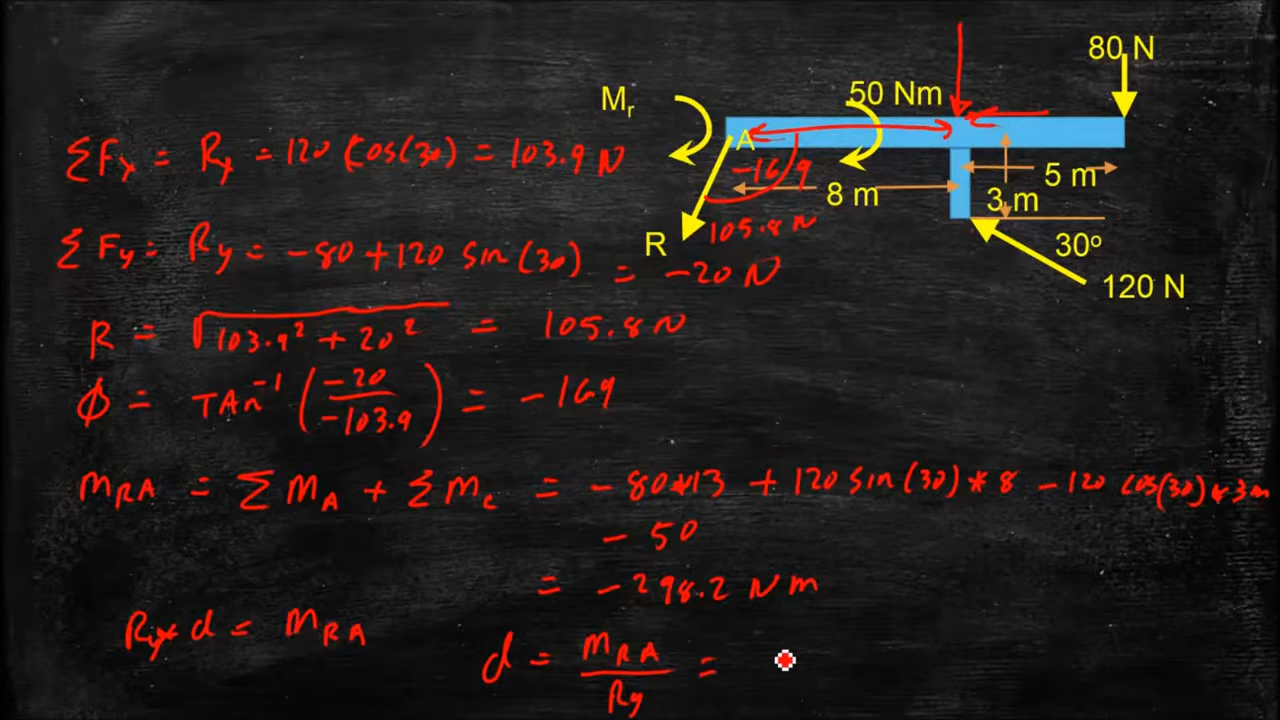 80 N
50 Nm
Mr
A
ΣFx = Rx = 120 cos(30) = 103.9 N
-169
5 m
8 m
3 m
105.8 N
R
30º
ΣFy = Ry = -80 + 120 sin(30) = -20 N
120 N
R = √103.9² + 20² = 105.8 N
φ = TAn⁻¹ (-20/-103.9) = -169
MRA = ΣMA + ΣMc = -80*13 + 120 sin(30)*8 - 120 cos(30)*3m
- 50
= -298.2 Nm
Ry* d = MRA
d = MRA/Ry =